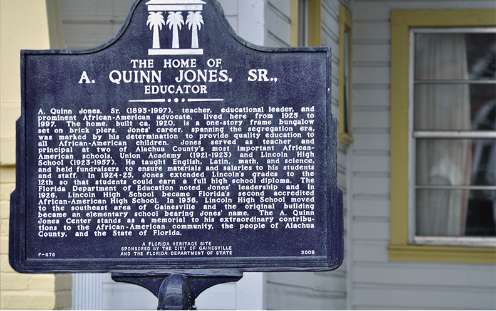 THE HOME OF
A. QUINN JONES, SR.,
EDUCATOR
A. Quinn Jones, Sr. (1893-1997), teacher, educational leader, and
prominent African-American advocate, lived here from 1925 to
1997. The home, built ca. 1920, is a one-story frame bungalow
set on brick piers. Jones' career, spanning the segregation era,
was marked by his determination to provide quality education to
all African-American children. Jones served as teacher and
principal at two of Alachua County's most important African-
American schools, Union Academy (1921-1923) and Lincoln High
School (1923-1957). He taught English, Latin, math, and science,
and held fundraisers to ensure materials and salaries to his students
and staff. In 1924-25, Jones extended Lincoln's grades to the
12th so that students could earn a full high school diploma. The
Florida Department of Education noted Jones' leadership and in
1926, Lincoln High School became Florida's second accredited
African-American High School. In 1956, Lincoln High School moved
to the southeast area of Gainesville and the original building
became an elementary school bearing Jones' name. The A. Quinn
Jones Center stands as a memorial to his extraordinary contribu-
tions to the African-American community, the people of Alachua
County, and the State of Florida.
A FLORIDA HERITAGE SITE
SPONSORED BY THE CITY OF GAINESVILLE
F-670 AND THE FLORIDA DEPARTMENT OF STATE 2009